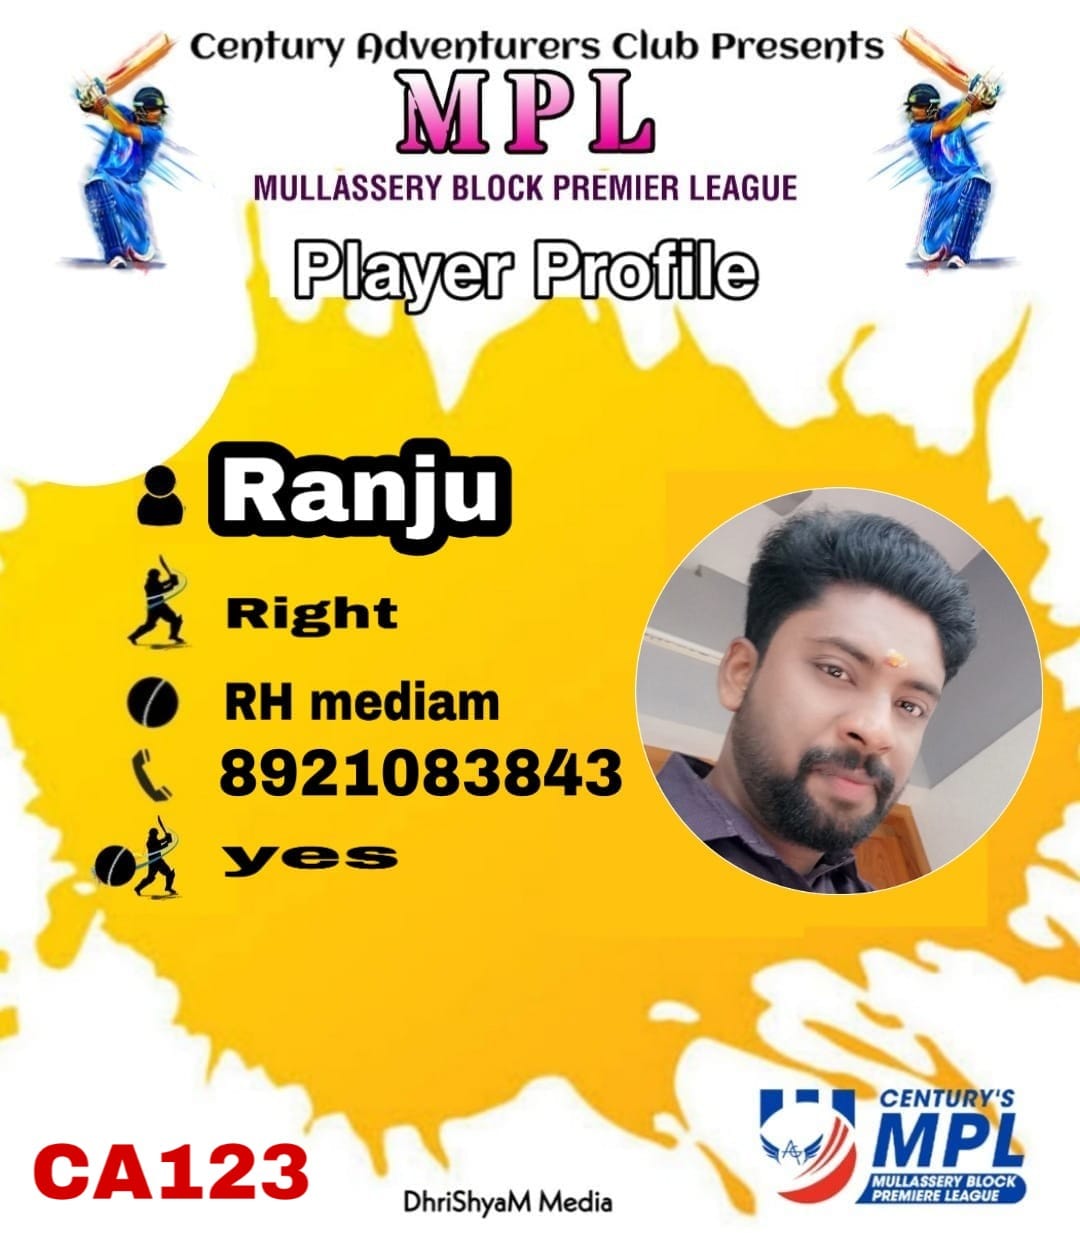 Century Adventurers Club Presents
MPL
MULLASSERY BLOCK PREMIER LEAGUE
Player Profile
Ranju
Right
RH mediam
8921083843
yes
CENTURY'S
MPL
MULLASSERY BLOCK
PREMIERE LEAGUE
CA123
DhriShyaM Media